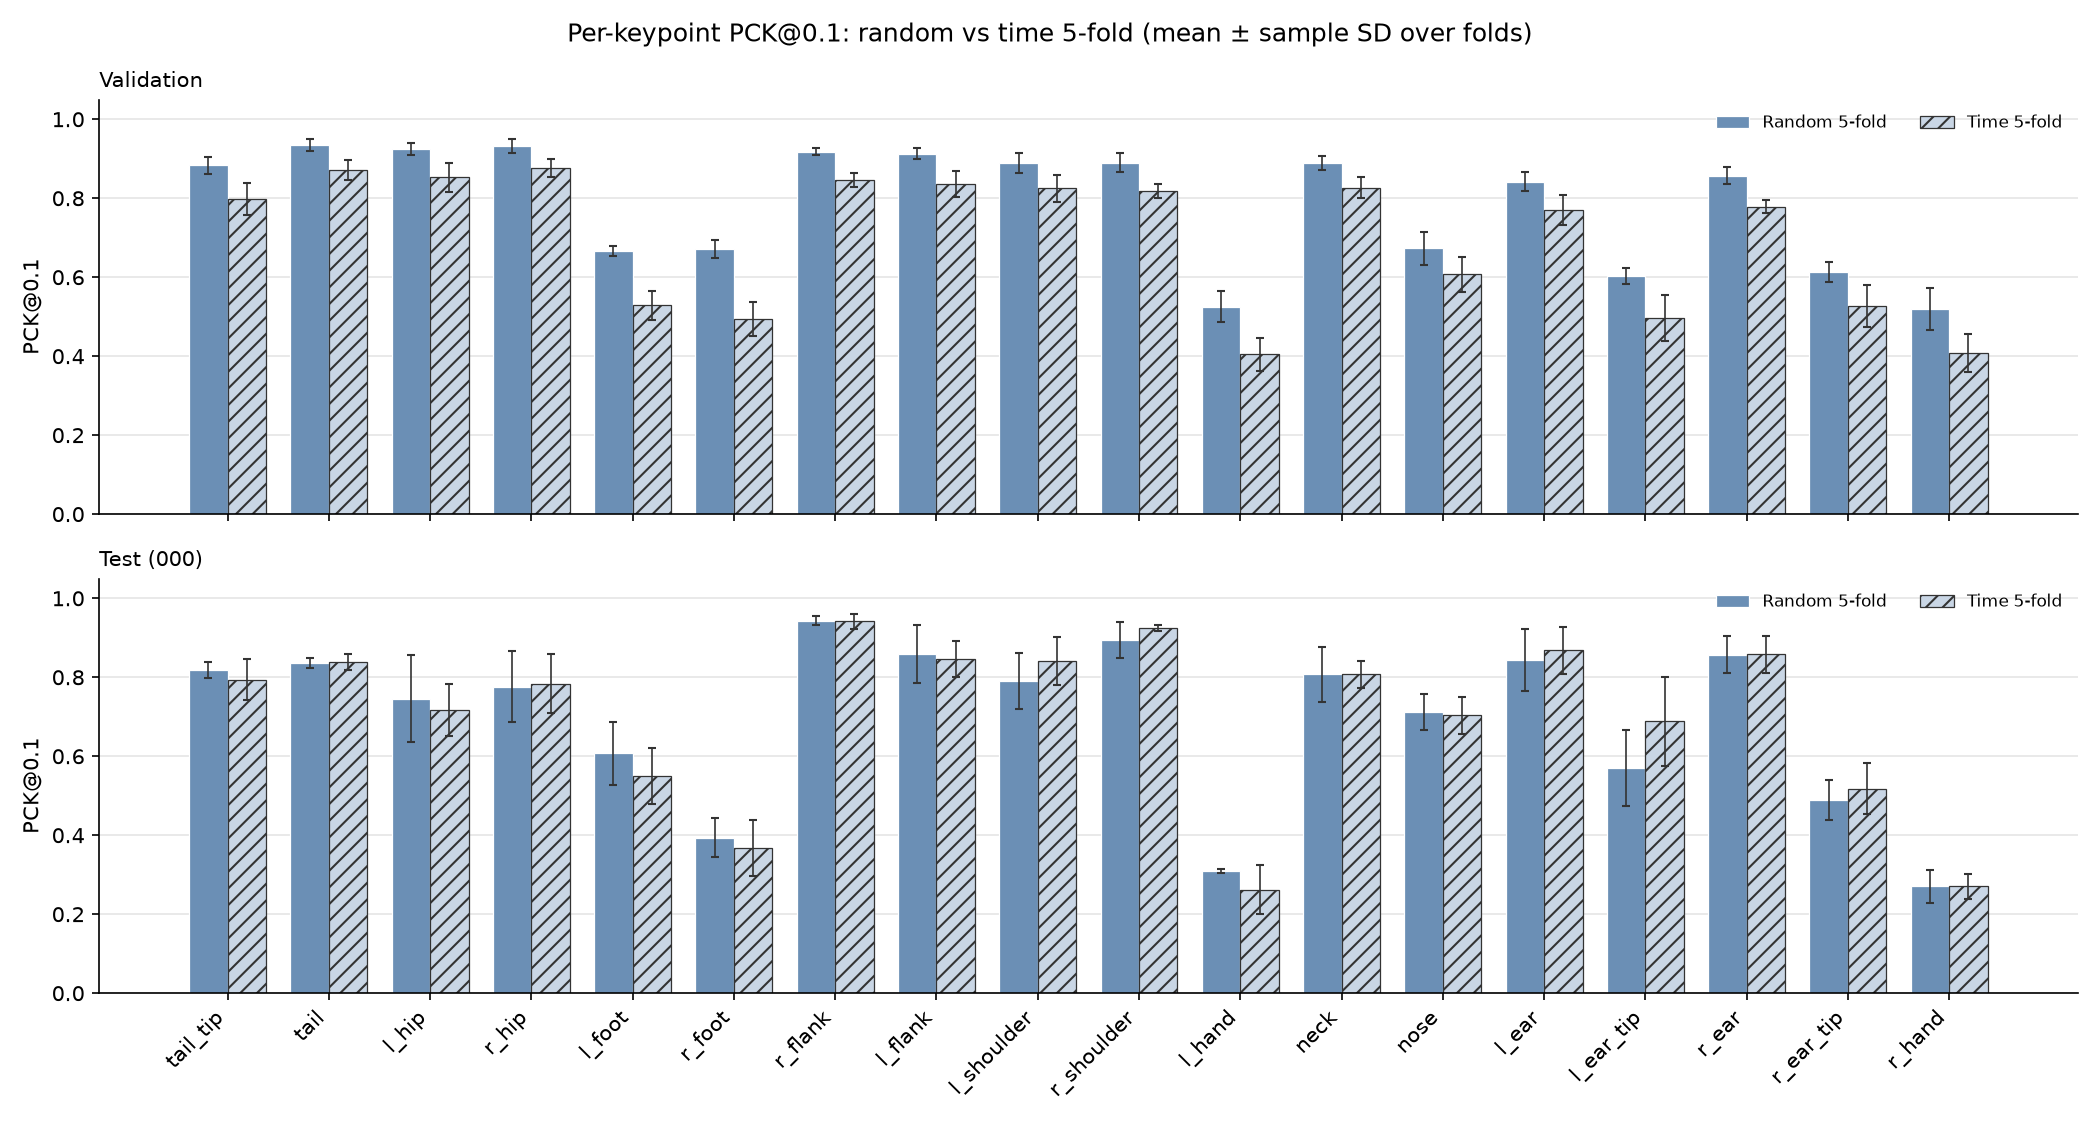 Per-keypoint PCK@0.1: random vs time 5-fold (mean ± sample SD over folds)
Validation
Random 5-fold
Time 5-fold
PCK@0.1
1.0
0.8
0.6
0.4
0.2
0.0
Test (000)
Random 5-fold
Time 5-fold
PCK@0.1
1.0
0.8
0.6
0.4
0.2
0.0
tail_tip
tail
l_hip
r_hip
l_foot
r_foot
r_flank
l_flank
l_shoulder
r_shoulder
l_hand
neck
nose
l_ear
l_ear_tip
r_ear
r_ear_tip
r_hand